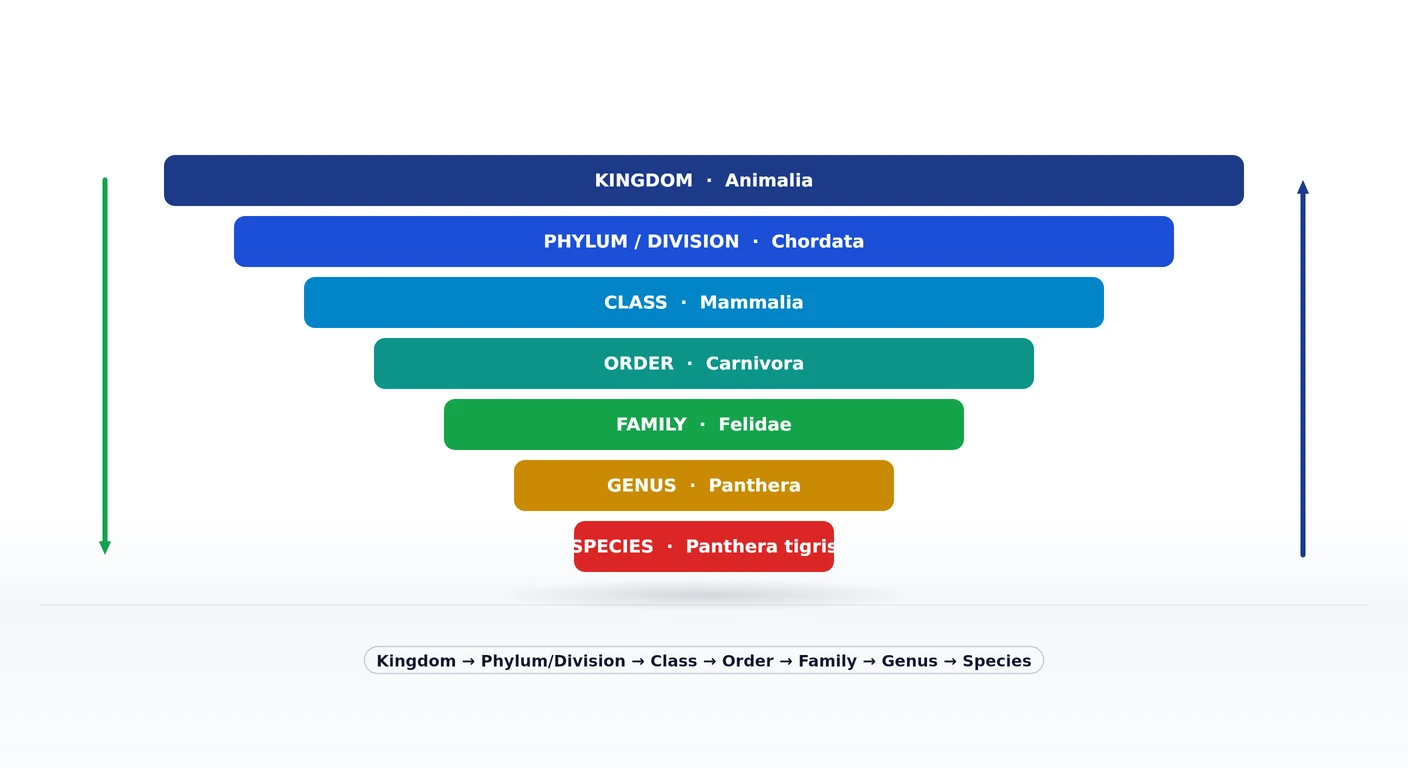 KINGDOM · Animalia
PHYLUM / DIVISION · Chordata
CLASS · Mammalia
ORDER · Carnivora
FAMILY · Felidae
GENUS · Panthera
SPECIES · Panthera tigris
Kingdom → Phylum/Division → Class → Order → Family → Genus → Species